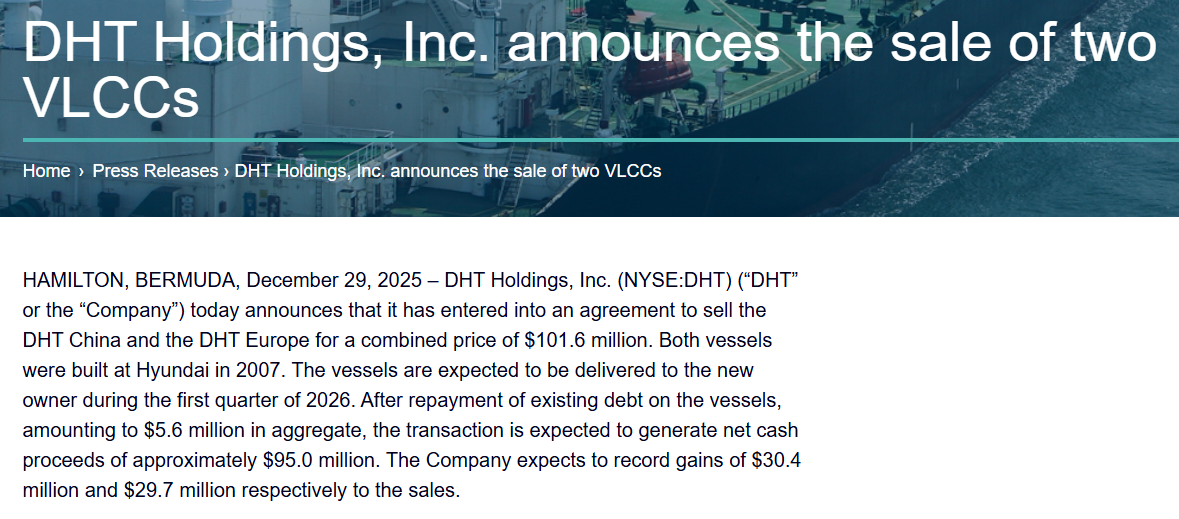 DHT Holdings, Inc. announces the sale of two
VLCCs
Home › Press Releases › DHT Holdings, Inc. announces the sale of two VLCCs
HAMILTON, BERMUDA, December 29, 2025 – DHT Holdings, Inc. (NYSE:DHT) (“DHT”
or the “Company”) today announces that it has entered into an agreement to sell the
DHT China and the DHT Europe for a combined price of $101.6 million. Both vessels
were built at Hyundai in 2007. The vessels are expected to be delivered to the new
owner during the first quarter of 2026. After repayment of existing debt on the vessels,
amounting to $5.6 million in aggregate, the transaction is expected to generate net cash
proceeds of approximately $95.0 million. The Company expects to record gains of $30.4
million and $29.7 million respectively to the sales.